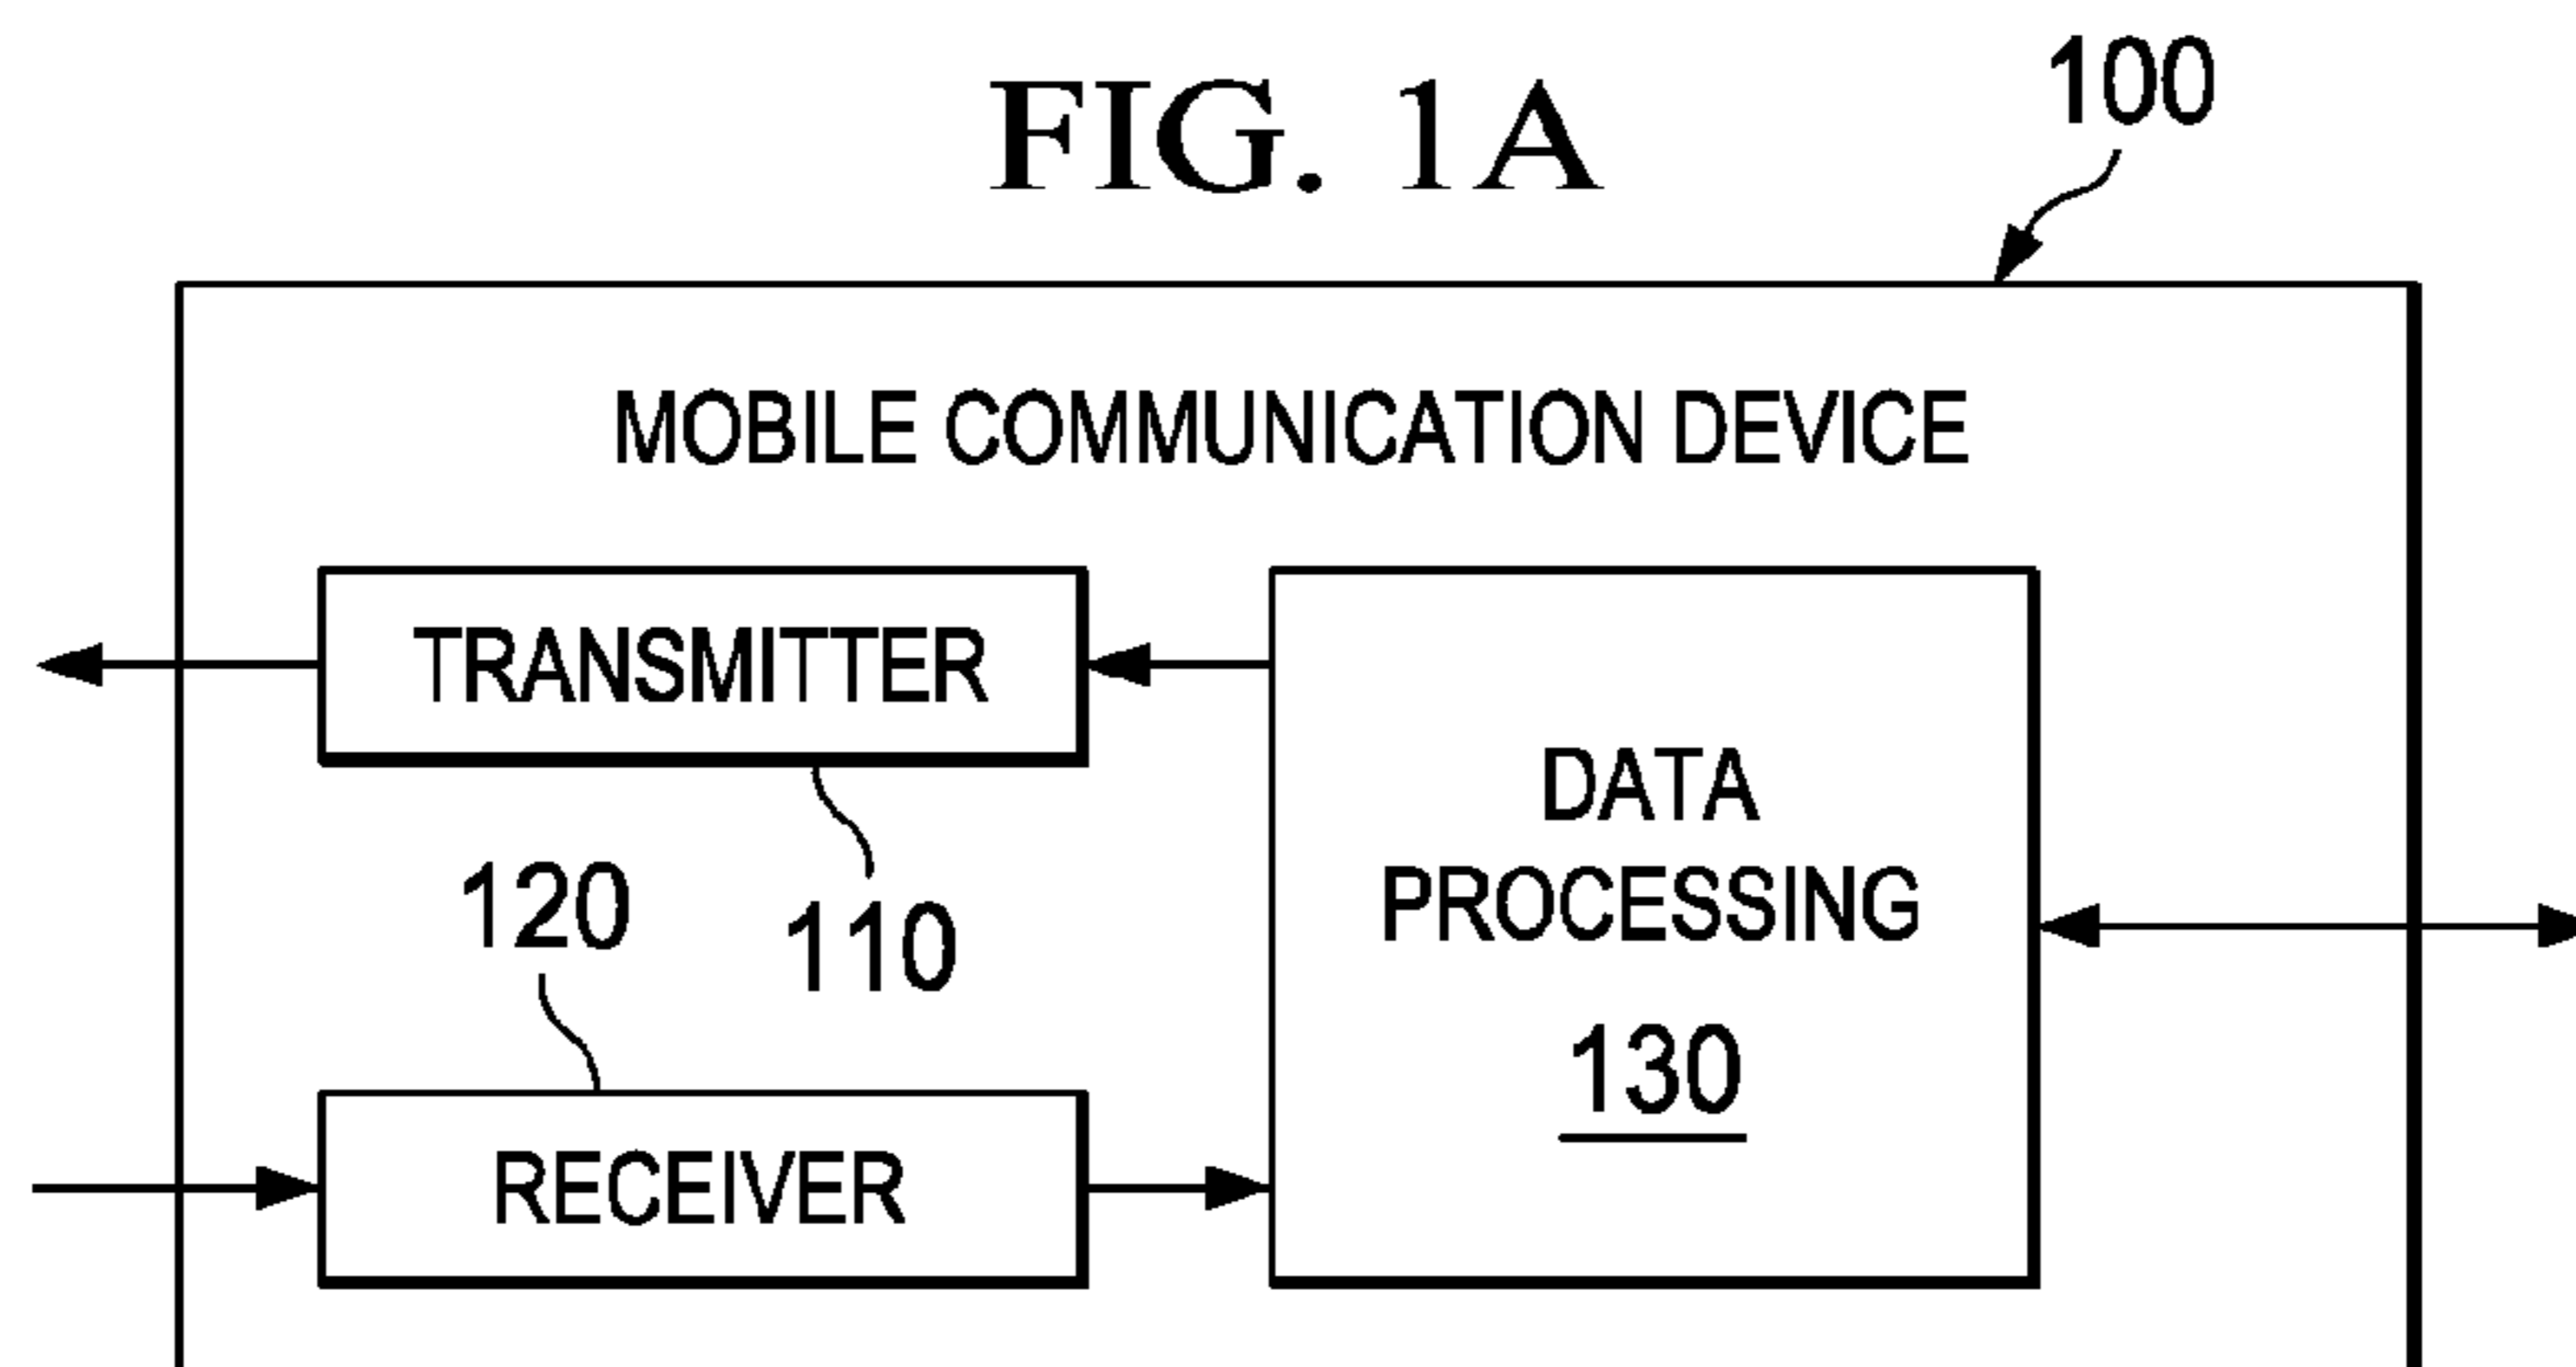 FIG. 1A
100
MOBILE COMMUNICATION DEVICE
TRANSMITTER
110
120
RECEIVER
DATA
PROCESSING
130